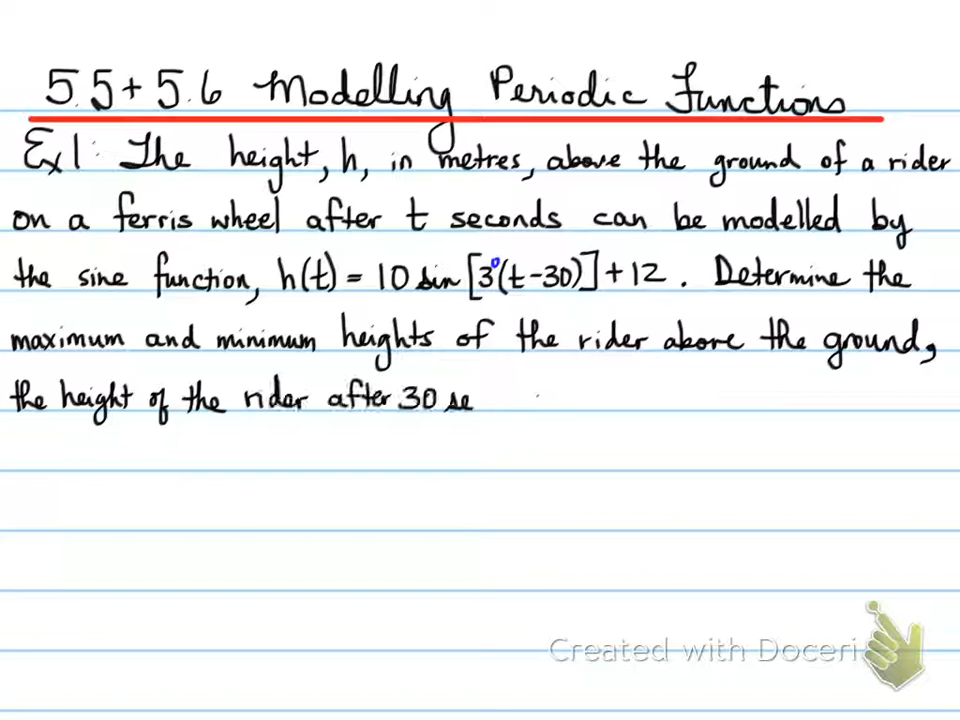 5.5+5.6 Modelling Periodic Functions
Ex1: The height, h, in metres, above the ground of a rider
on a ferris wheel after t seconds can be modelled by
the sine function, h(t) = 10 sin [3°(t-30)] +12. Determine the
maximum and minimum heights of the rider above the ground,
the height of the rider after 30 se
Created with Doceri